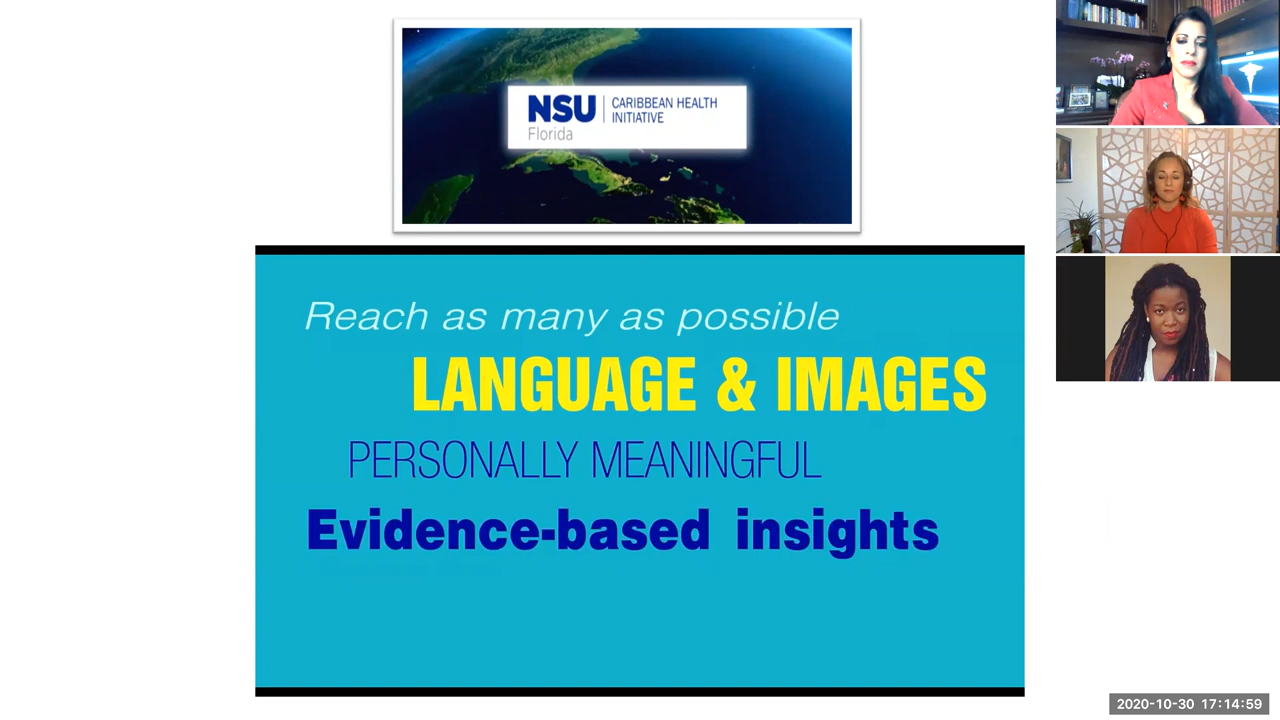 NSU
Florida
CARIBBEAN HEALTH
INITIATIVE
Reach as many as possible
LANGUAGE & IMAGES
PERSONALLY MEANINGFUL
Evidence-based insights
2020-10-30 17:14:59